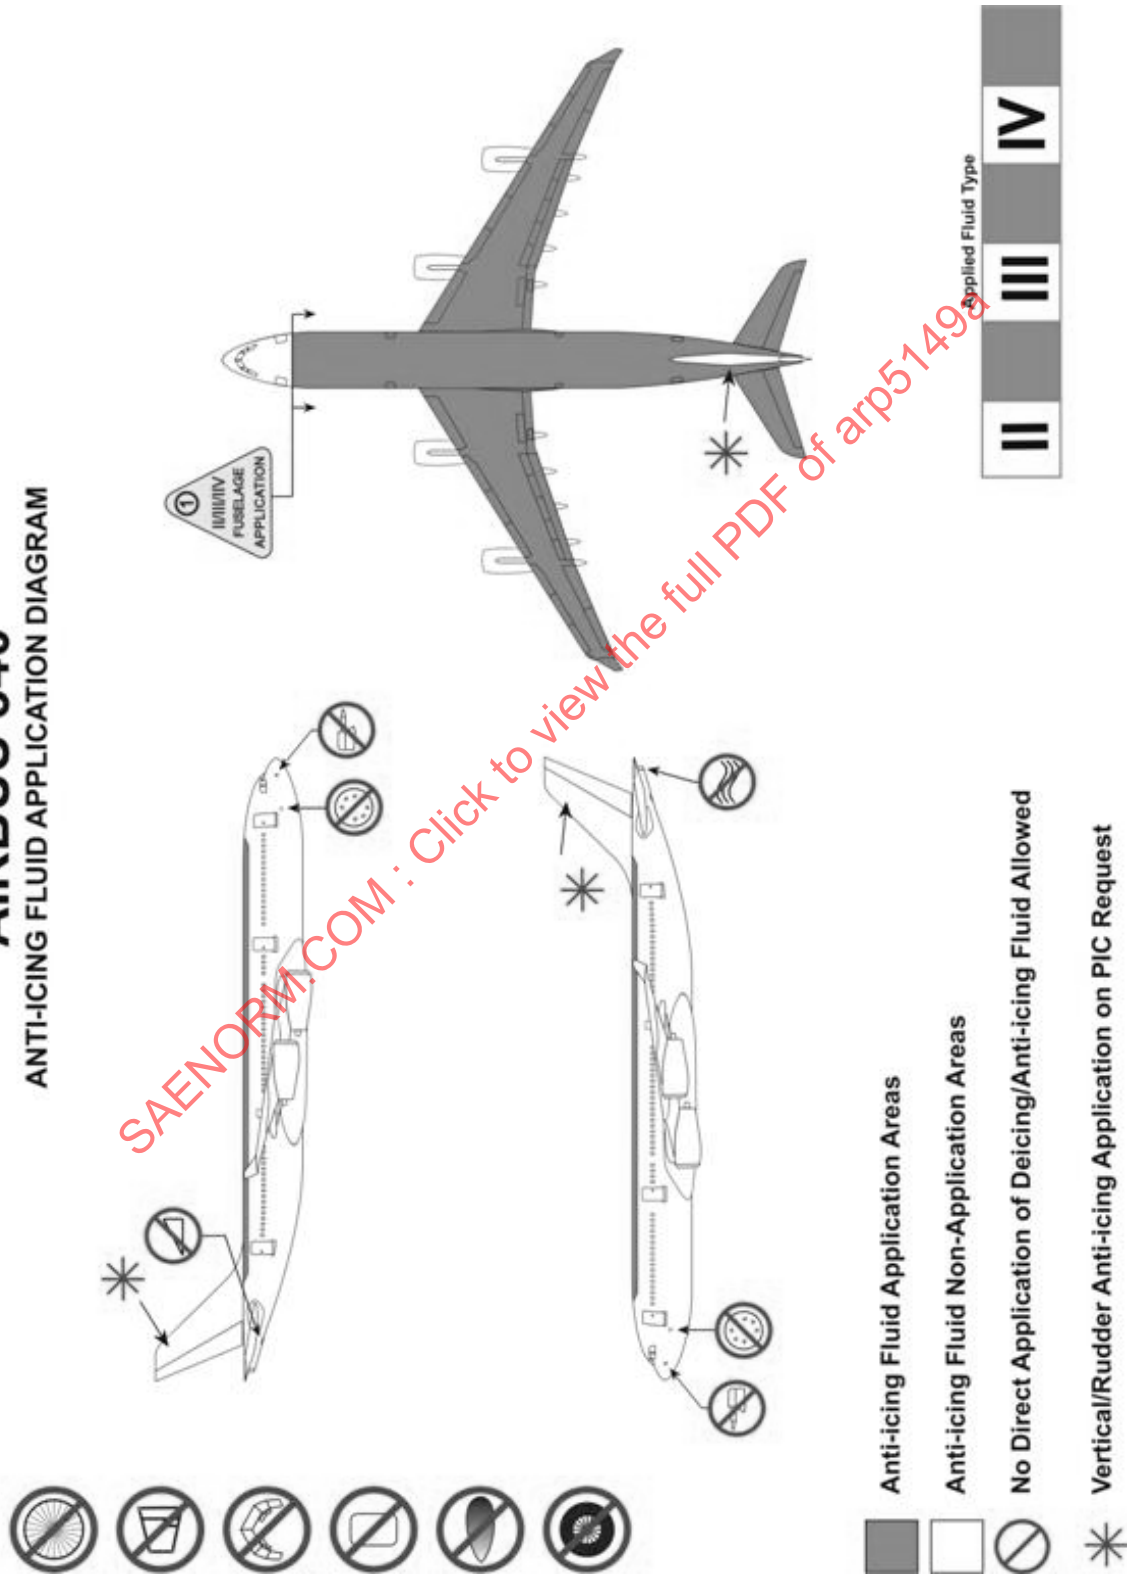 ANTI-ICING FLUID APPLICATION DIAGRAM
1
II/III/IV
FUSELAGE
APPLICATION
Applied Fluid Type
II III IV
Anti-icing Fluid Application Areas
Anti-icing Fluid Non-Application Areas
No Direct Application of Deicing/Anti-icing Fluid Allowed
Vertical/Rudder Anti-icing Application on PIC Request
SAENORM.COM : Click to view the full PDF of arp5149a